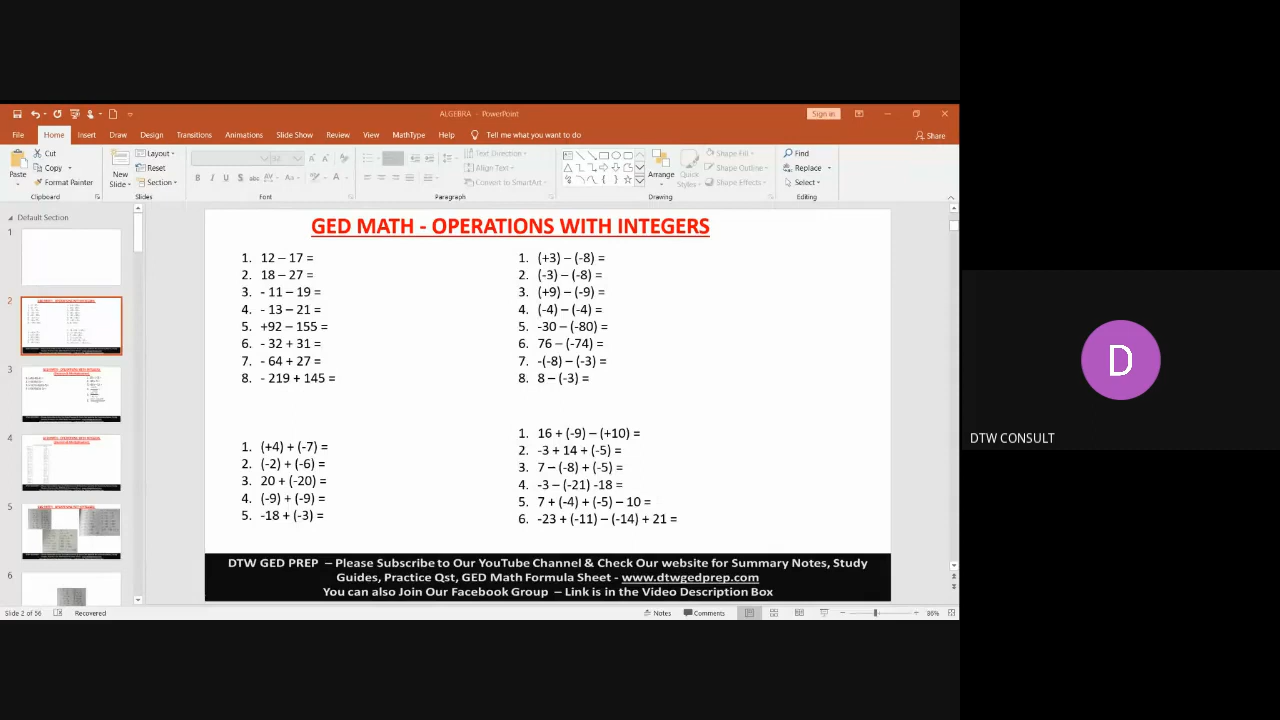 ALGEBRA - PowerPoint
Sign in
File Home Insert Draw Design Transitions Animations Slide Show Review View MathType Help Tell me what you want to do
Share
Paste
Cut
Copy
Format Painter
Clipboard
New
Slide
Layout
Reset
Section
Slides
Font
Text Direction
Align Text
Convert to SmartArt
Paragraph
Arrange
Quick
Styles
Shape Fill
Shape Outline
Shape Effects
Drawing
Find
Replace
Select
Editing
Default Section
1
2
3
4
5
6
GED MATH - OPERATIONS WITH INTEGERS
1. 12 – 17 =
2. 18 – 27 =
3. - 11 – 19 =
4. - 13 – 21 =
5. +92 – 155 =
6. - 32 + 31 =
7. - 64 + 27 =
8. - 219 + 145 =
1. (+4) + (-7) =
2. (-2) + (-6) =
3. 20 + (-20) =
4. (-9) + (-9) =
5. -18 + (-3) =
1. (+3) – (-8) =
2. (-3) – (-8) =
3. (+9) – (-9) =
4. (-4) – (-4) =
5. -30 – (-80) =
6. 76 – (-74) =
7. -(-8) – (-3) =
8. 8 – (-3) =
1. 16 + (-9) – (+10) =
2. -3 + 14 + (-5) =
3. 7 – (-8) + (-5) =
4. -3 – (-21) -18 =
5. 7 + (-4) + (-5) – 10 =
6. -23 + (-11) – (-14) + 21 =
DTW GED PREP – Please Subscribe to Our YouTube Channel & Check Our website for Summary Notes, Study
Guides, Practice Qst, GED Math Formula Sheet - www.dtwgedprep.com
You can also Join Our Facebook Group – Link is in the Video Description Box
Slide 2 of 56 Recovered
Notes Comments 86%
D
DTW CONSULT